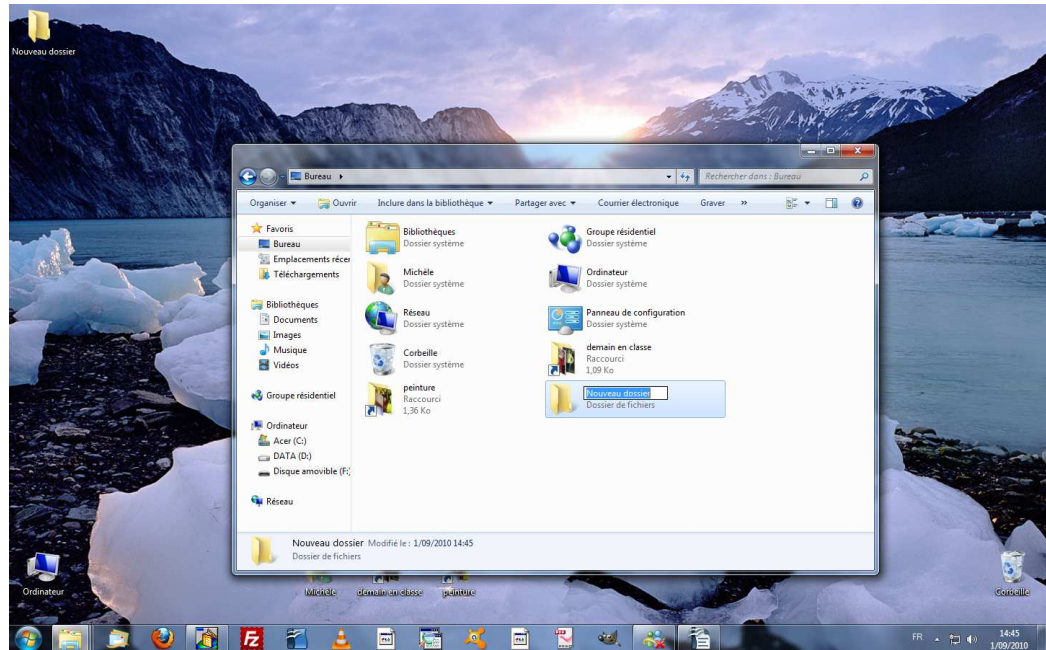 Nouveau dossier
Bureau
Rechercher dans : Bureau
Organiser
Ouvrir
Inclure dans la bibliothèque
Partager avec
Courrier électronique
Graver
»
Favoris
Bureau
Emplacements récer
Téléchargements
Bibliothèques
Documents
Images
Musique
Vidéos
Groupe résidentiel
Ordinateur
Acer (C:)
DATA (D:)
Disque amovible (F:)
Réseau
Bibliothèques
Dossier système
Groupe résidentiel
Dossier système
Michèle
Dossier système
Ordinateur
Dossier système
Réseau
Dossier système
Panneau de configuration
Dossier système
Corbeille
Dossier système
demain en classe
Raccourci
1,09 Ko
peinture
Raccourci
1,36 Ko
Nouveau dossier
Dossier de fichiers
Nouveau dossier Modifié le : 1/09/2010 14:45
Dossier de fichiers
Ordinateur
Michèle
demain en classe
peinture
Corbeille
FR
14:45
1/09/2010